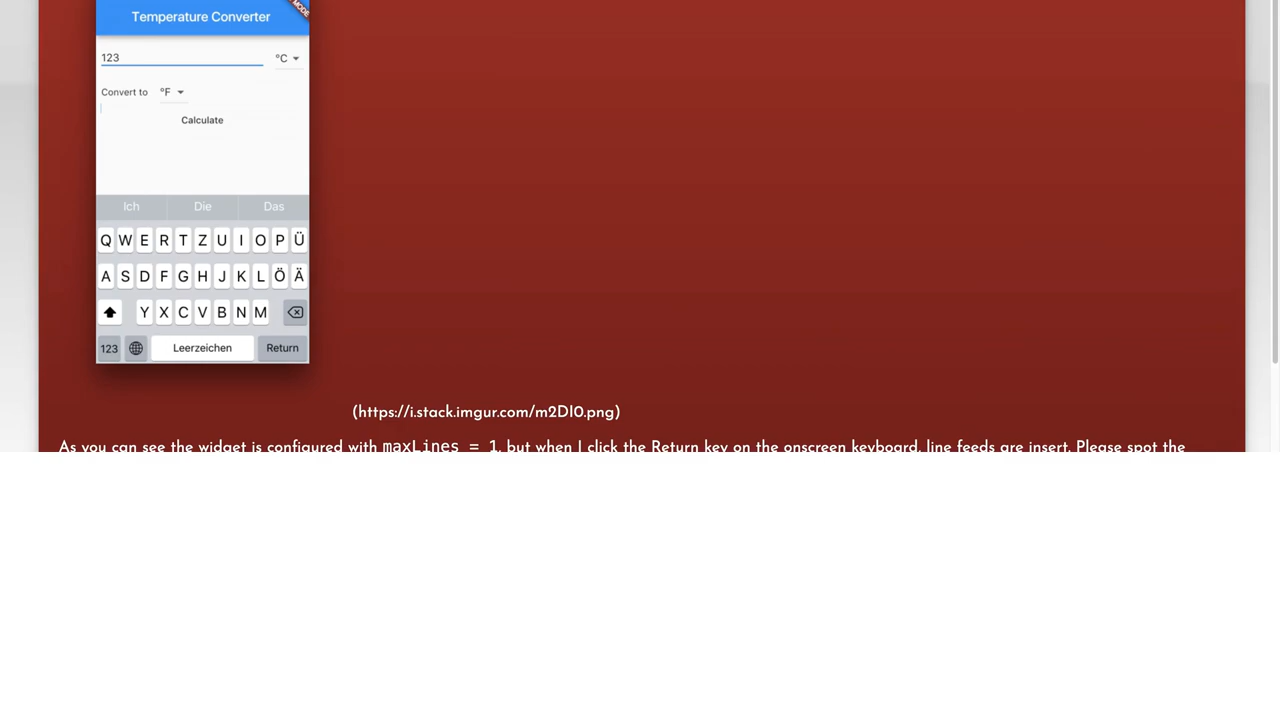 MODE
Temperature Converter
123
°C
Convert to °F
Calculate
Ich Die Das
Q W E R T Z U I O P Ü
A S D F G H J K L Ö Ä
Y X C V B N M
123 Leerzeichen Return
(https://i.stack.imgur.com/m2Dl0.png)
As you can see the widget is configured with maxLines = 1, but when I click the Return key on the onscreen keyboard, line feeds are insert. Please spot the